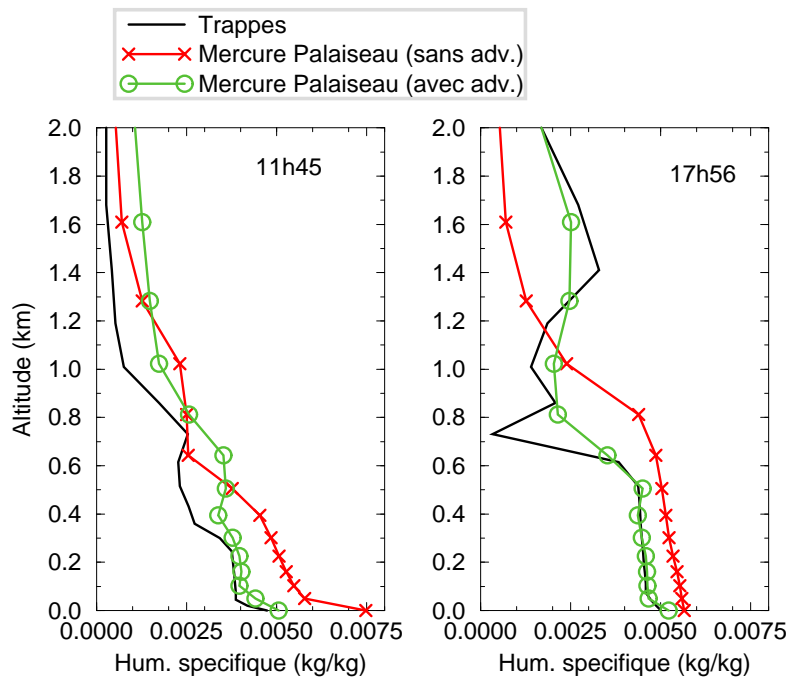 Trappes
Mercure Palaiseau (sans adv.)
Mercure Palaiseau (avec adv.)
11h45
17h56
Altitude (km)
2.0
1.8
1.6
1.4
1.2
1.0
0.8
0.6
0.4
0.2
0.0
0.0000 0.0025 0.0050 0.0075
Hum. specifique (kg/kg)
2.0
1.8
1.6
1.4
1.2
1.0
0.8
0.6
0.4
0.2
0.0
0.0000 0.0025 0.0050 0.0075
Hum. specifique (kg/kg)